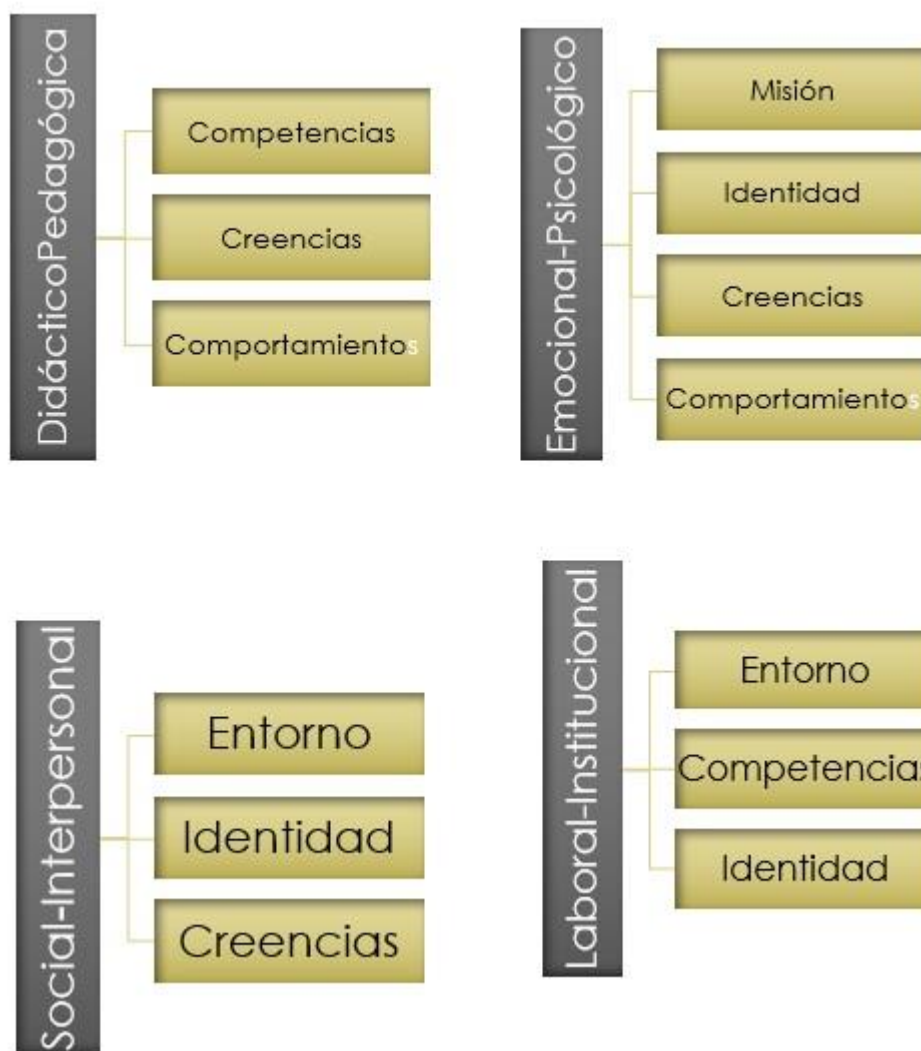 DidácticoPedagógica
Competencias
Creencias
Comportamientos
Emocional-Psicológico
Misión
Identidad
Creencias
Comportamientos
Social-Interpersonal
Entorno
Identidad
Creencias
Laboral-Institucional
Entorno
Competencias
Identidad